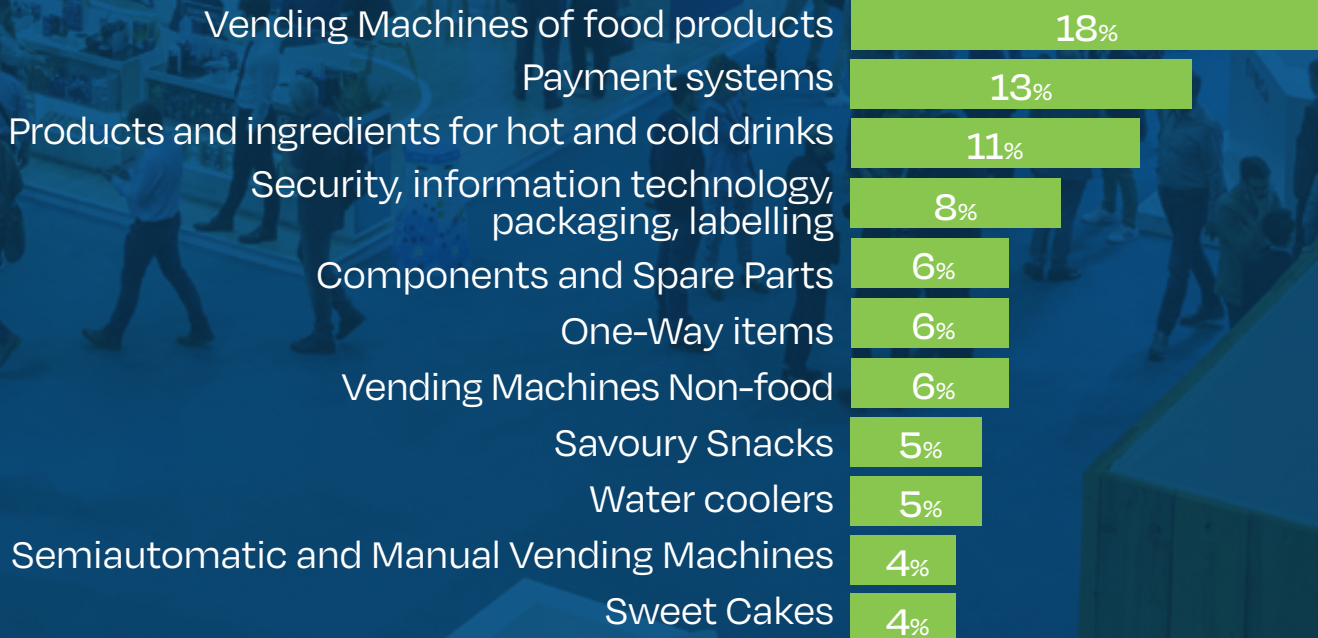 Vending Machines of food products 18%
Payment systems 13%
Products and ingredients for hot and cold drinks 11%
Security, information technology,
packaging, labelling 8%
Components and Spare Parts 6%
One-Way items 6%
Vending Machines Non-food 6%
Savoury Snacks 5%
Water coolers 5%
Semiautomatic and Manual Vending Machines 4%
Sweet Cakes 4%